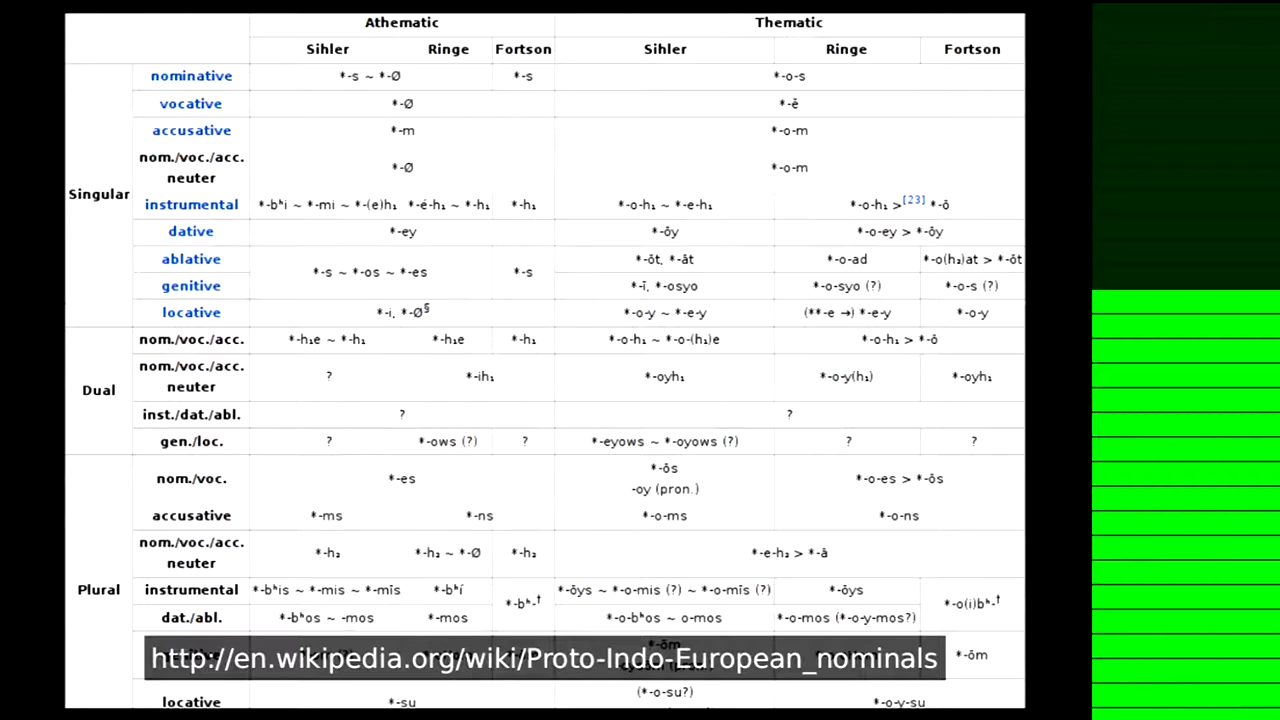 Athematic Thematic
Sihler Ringe Fortson Sihler Ringe Fortson
Singular
nominative *-s ~ *-Ø *-s *-o-s
vocative *-Ø *-ĕ
accusative *-m *-o-m
nom./voc./acc.
neuter *-Ø *-o-m
instrumental *-bʰi ~ *-mi ~ *-(e)h₁ *-é-h₁ ~ *-h₁ *-h₁ *-o-h₁ ~ *-e-h₁ *-o-h₁ >[23] *-ō
dative *-ey *-ōy *-o-ey > *-ōy
ablative *-s ~ *-os ~ *-es *-s *-ōt, *-āt *-o-ad *-o(h₂)at > *-ōt
genitive *-ī, *-osyo *-o-syo (?) *-o-s (?)
locative *-i, *-Ø§ *-o-y ~ *-e-y (**-e →) *-e-y *-o-y
Dual
nom./voc./acc. *-h₁e ~ *-h₁ *-h₁e *-h₁ *-o-h₁ ~ *-o-(h₁)e *-o-h₁ > *-ō
nom./voc./acc.
neuter ? *-ih₁ *-oyh₁ *-o-y(h₁) *-oyh₁
inst./dat./abl. ? ?
gen./loc. ? *-ows (?) ? *-eyows ~ *-oyows (?) ? ?
Plural
nom./voc. *-es *-ōs *-o-es > *-ōs
-oy (pron.)
accusative *-ms *-ns *-o-ms *-o-ns
nom./voc./acc.
neuter *-h₂ *-h₂ ~ *-Ø *-h₂ *-e-h₂ > *-ā
instrumental *-bʰis ~ *-mis ~ *-mīs *-bʰí *-bʰ-† *-ōys ~ *-o-mis (?) ~ *-o-mīs (?) *-ōys *-o(i)bʰ-†
dat./abl. *-bʰos ~ -mos *-mos *-o-bʰos ~ o-mos *-o-mos (*-o-y-mos?)
*-ōm *-ōm
http://en.wikipedia.org/wiki/Proto-Indo-European_nominals
locative *-su (*-o-su?) *-o-y-su